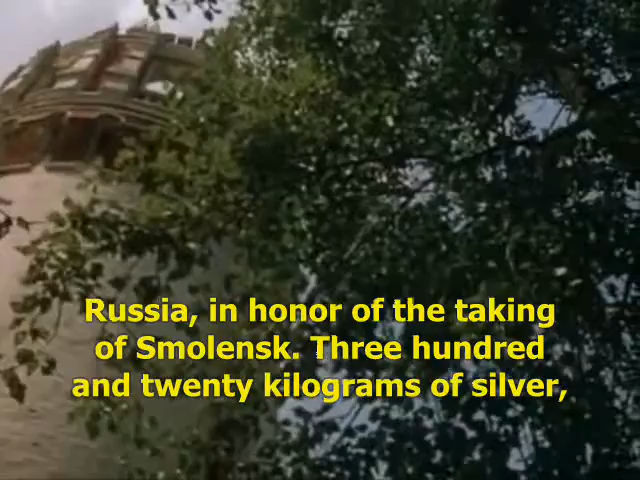 Russia, in honor of the taking
of Smolensk. Three hundred
and twenty kilograms of silver,